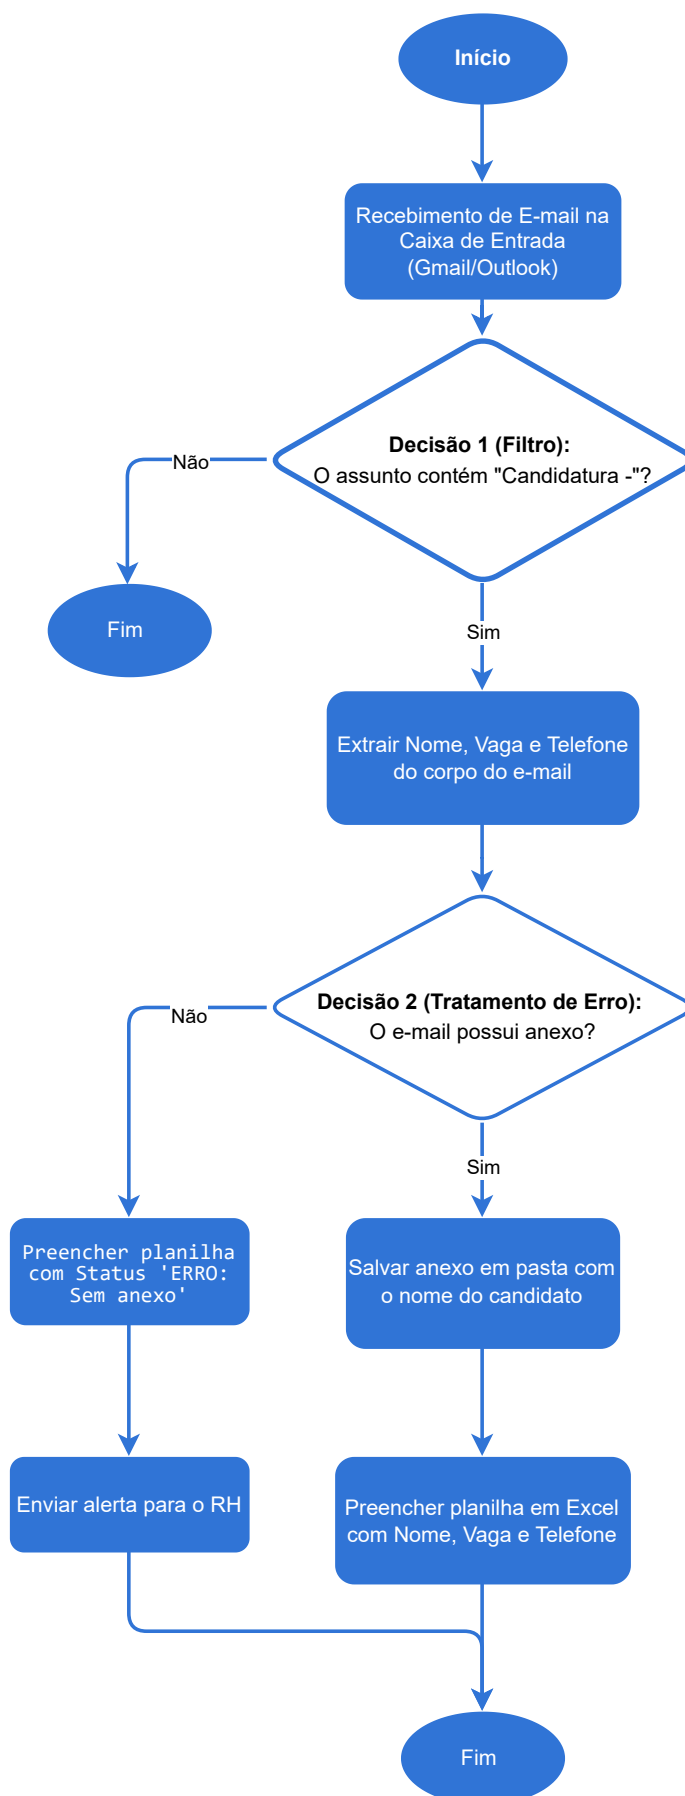 Início
Recebimento de E-mail na
Caixa de Entrada
(Gmail/Outlook)
Decisão 1 (Filtro):
O assunto contém "Candidatura -"?
Não
Fim
Sim
Extrair Nome, Vaga e Telefone
do corpo do e-mail
Decisão 2 (Tratamento de Erro):
O e-mail possui anexo?
Não
Sim
Preencher planilha
com Status 'ERRO:
Sem anexo'
Salvar anexo em pasta com
o nome do candidato
Enviar alerta para o RH
Preencher planilha em Excel
com Nome, Vaga e Telefone
Fim